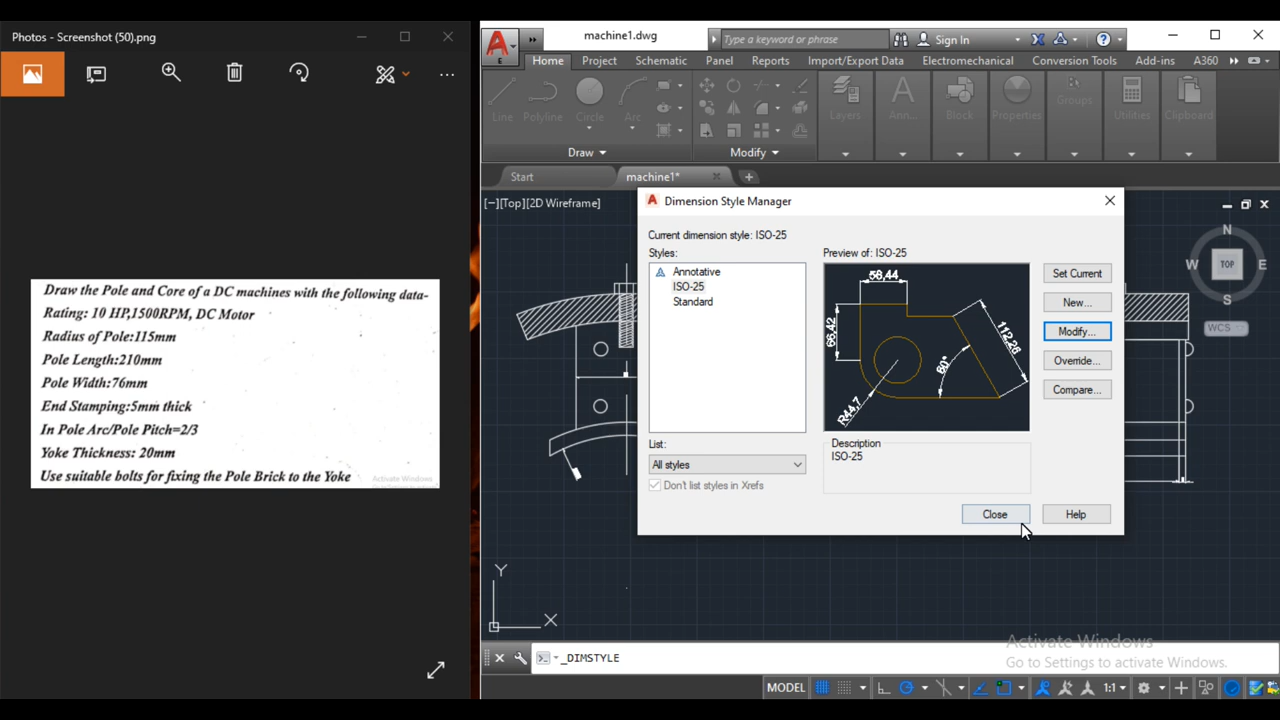 Photos - Screenshot (50).png
Draw the Pole and Core of a DC machines with the following data-
Rating: 10 HP,1500RPM, DC Motor
Radius of Pole:115mm
Pole Length:210mm
Pole Width:76mm
End Stamping:5mm thick
In Pole Arc/Pole Pitch=2/3
Yoke Thickness: 20mm
Use suitable bolts for fixing the Pole Brick to the Yoke
Activate Windows
A
E
machine1.dwg
Type a keyword or phrase
Sign In
Home Project Schematic Panel Reports Import/Export Data Electromechanical Conversion Tools Add-ins A360
Line Polyline Circle Arc
Layers Ann... Block Properties Groups Utilities Clipboard
Draw Modify
Start machine1*
[−][Top][2D Wireframe]
N
W TOP E
S
WCS
A Dimension Style Manager
Current dimension style: ISO-25
Styles:
Annotative
ISO-25
Standard
Preview of: ISO-25
58,44
66,42
112,26
60°
R44,7
Set Current
New...
Modify...
Override...
Compare...
List:
All styles
Don't list styles in Xrefs
Description
ISO-25
Close Help
Y
X
Activate Windows
Go to Settings to activate Windows.
_DIMSTYLE
MODEL 1:1